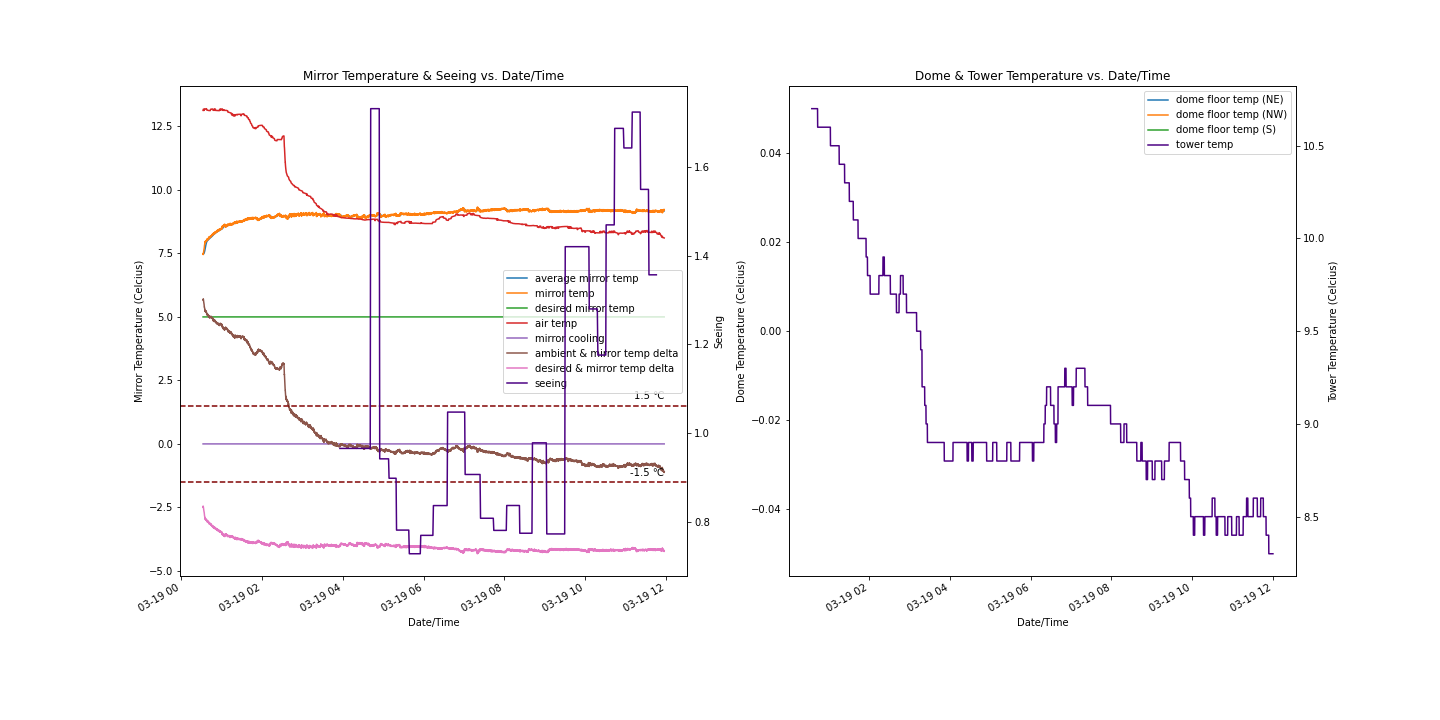 Mirror Temperature & Seeing vs. Date/Time
12.5
10.0
7.5
5.0
2.5
0.0
−2.5
−5.0
Mirror Temperature (Celcius)
1.6
1.4
1.2
1.0
0.8
Seeing
average mirror temp
mirror temp
desired mirror temp
air temp
mirror cooling
ambient & mirror temp delta
desired & mirror temp delta
seeing
1.5 °C
-1.5 °C
03-19 00
03-19 02
03-19 04
03-19 06
03-19 08
03-19 10
03-19 12
Date/Time
Dome & Tower Temperature vs. Date/Time
0.04
0.02
0.00
−0.02
−0.04
Dome Temperature (Celcius)
dome floor temp (NE)
dome floor temp (NW)
dome floor temp (S)
tower temp
10.5
10.0
9.5
9.0
8.5
Tower Temperature (Celcius)
03-19 02
03-19 04
03-19 06
03-19 08
03-19 10
03-19 12
Date/Time